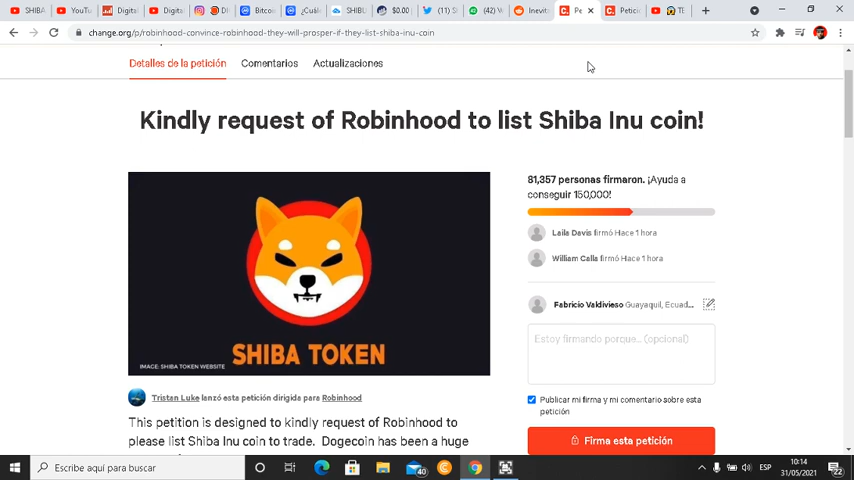 SHIBA
YouTu
Digital
Digital
Bitcoi
¿Cuále
SHIBU
$0.00
(11) S
(42) W
Inevit
Pe
Petici
TE
change.org/p/robinhood-convince-robinhood-they-will-prosper-if-they-list-shiba-inu-coin
Detalles de la petición Comentarios Actualizaciones
Kindly request of Robinhood to list Shiba Inu coin!
SHIBA TOKEN
IMAGE: SHIBA TOKEN WEBSITE
81,357 personas firmaron. ¡Ayuda a
conseguir 150,000!
Laila Davis firmó Hace 1 hora
William Calla firmó Hace 1 hora
Fabricio Valdivieso Guayaquil, Ecuad...
Estoy firmando porque... (opcional)
Publicar mi firma y mi comentario sobre esta
petición
Firma esta petición
Tristan Luke lanzó esta petición dirigida para Robinhood
This petition is designed to kindly request of Robinhood to
please list Shiba Inu coin to trade. Dogecoin has been a huge
Escribe aquí para buscar
40
ESP
10:14
31/05/2021
22